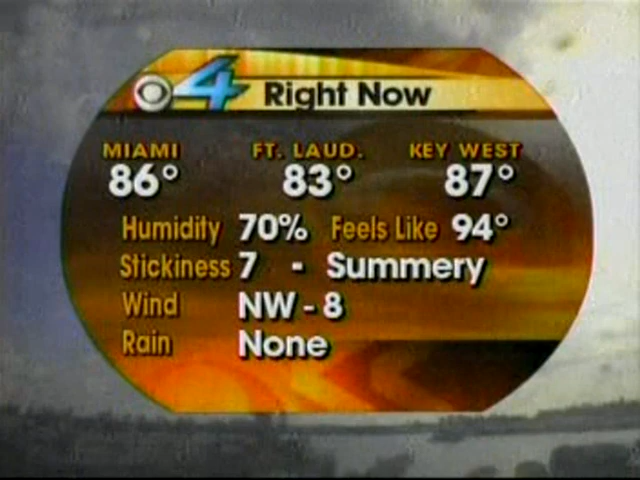 4 Right Now
MIAMI FT. LAUD. KEY WEST
86° 83° 87°
Humidity 70% Feels Like 94°
Stickiness 7 - Summery
Wind NW - 8
Rain None